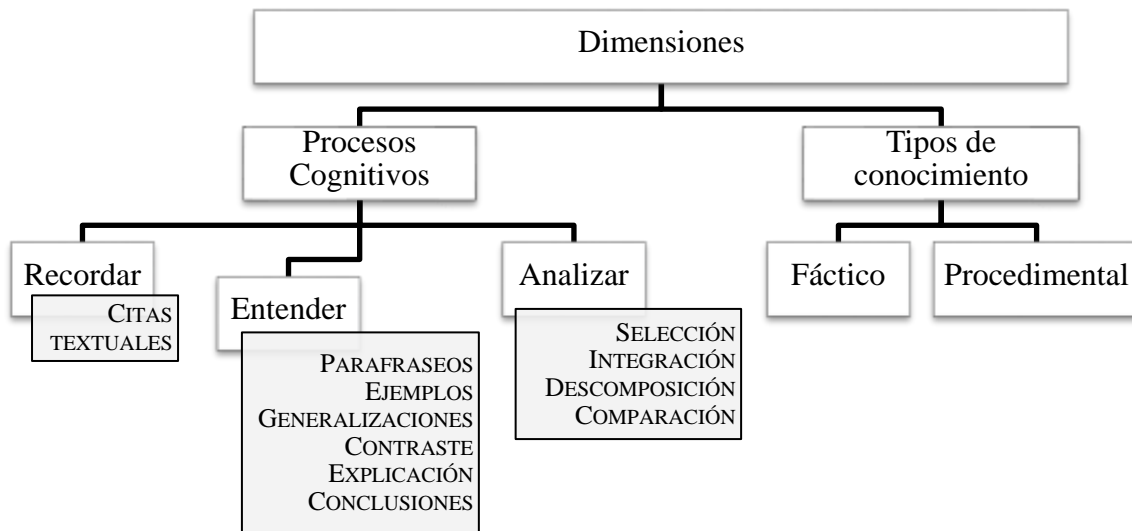 Dimensiones
Procesos
Cognitivos
Tipos de
conocimiento
Recordar
CITAS
TEXTUALES
Entender
PARAFRASEOS
EJEMPLOS
GENERALIZACIONES
CONTRASTE
EXPLICACIÓN
CONCLUSIONES
Analizar
SELECCIÓN
INTEGRACIÓN
DESCOMPOSICIÓN
COMPARACIÓN
Fáctico
Procedimental